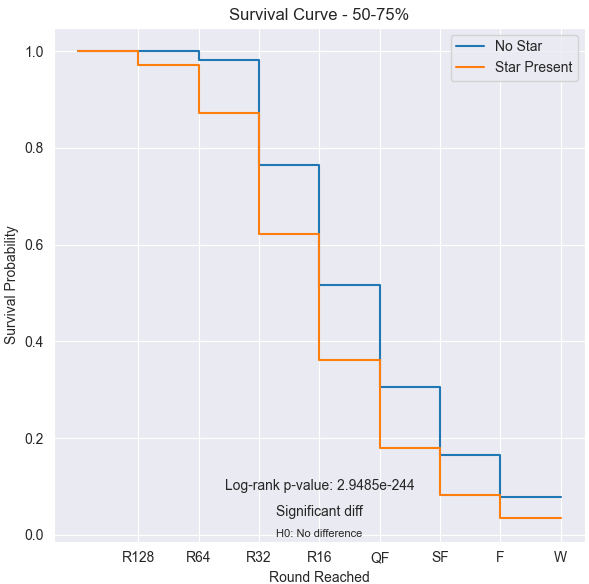 Survival Curve - 50-75%
No Star
Star Present
1.0
0.8
0.6
0.4
0.2
0.0
Survival Probability
Log-rank p-value: 2.9485e-244
Significant diff
H0: No difference
R128 R64 R32 R16 QF SF F W
Round Reached